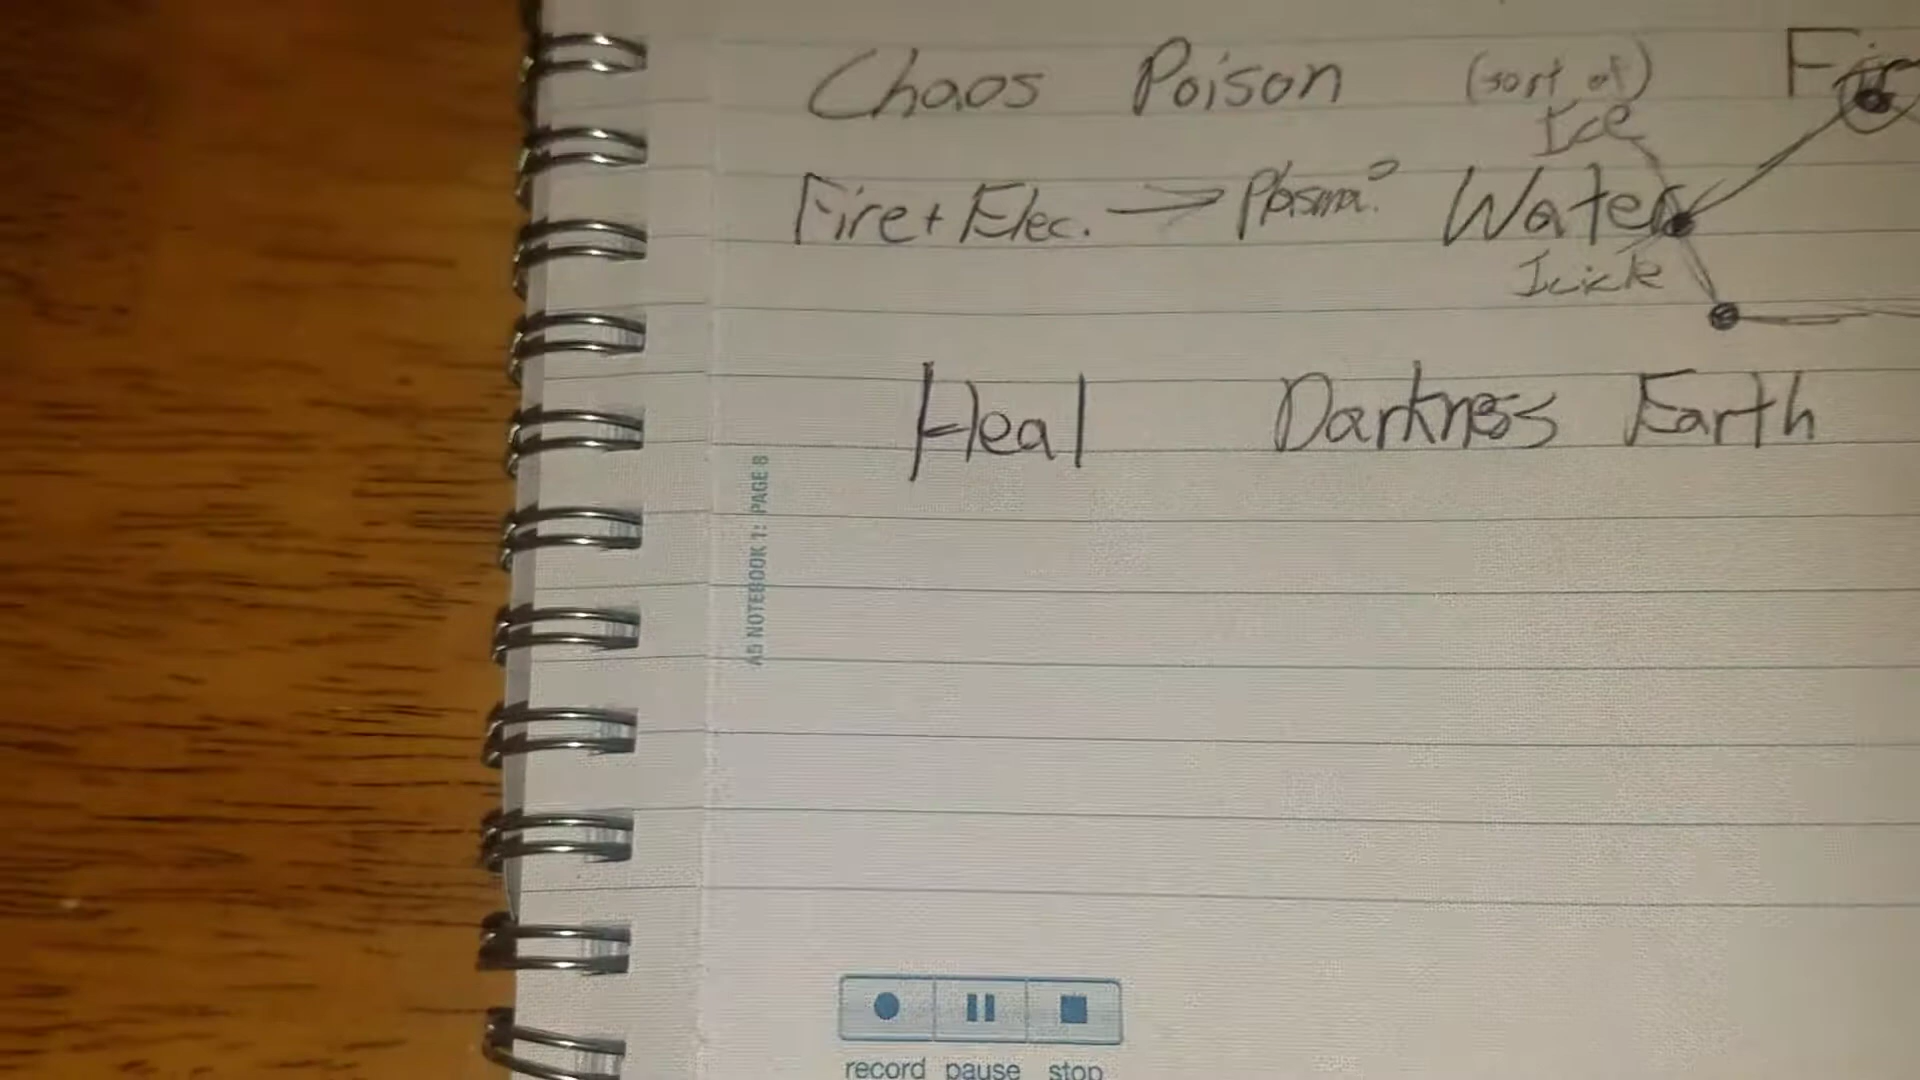 Chaos Poison (sort of)
Ice
Fire + Elec. → Plasma? Water
Icicle
Heal Darkness Earth
A5 NOTEBOOK 1: PAGE 8
record pause stop